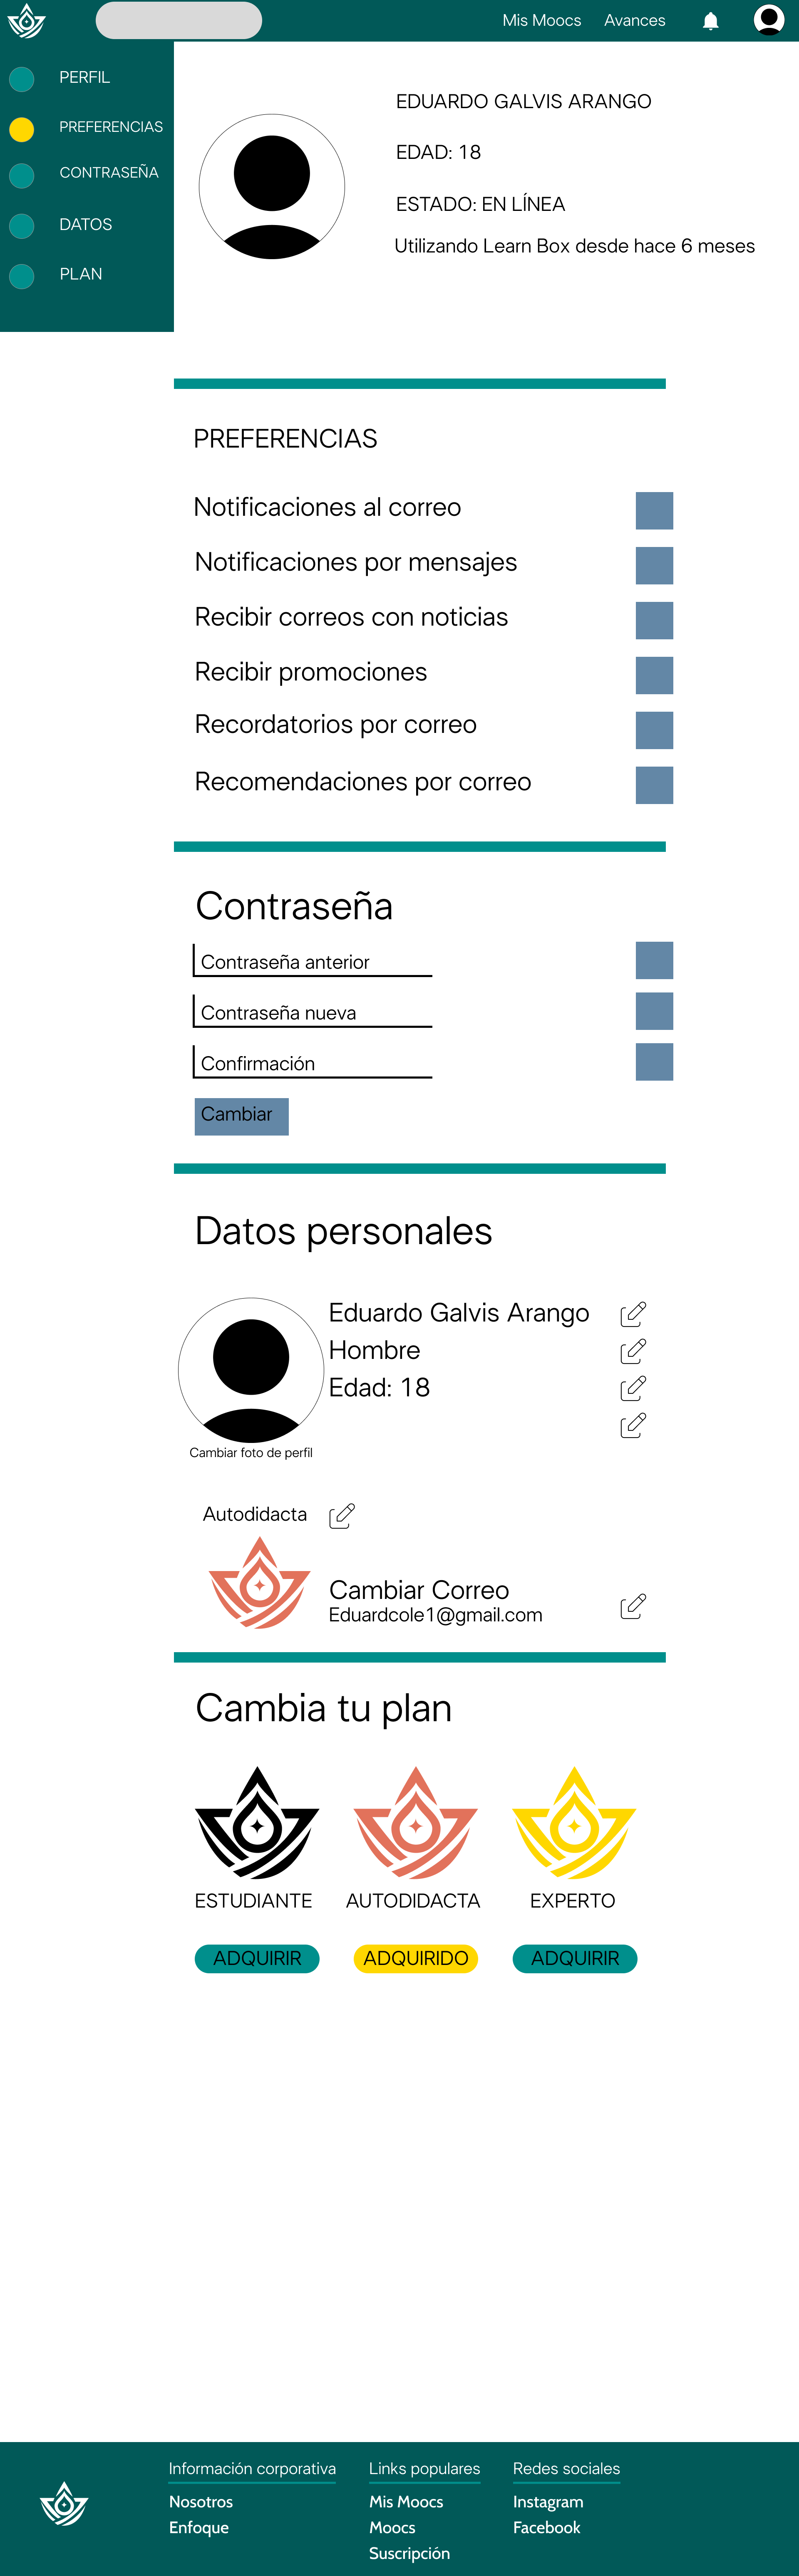 Mis Moocs Avances
PERFIL
PREFERENCIAS
CONTRASEÑA
DATOS
PLAN
EDUARDO GALVIS ARANGO
EDAD: 18
ESTADO: EN LÍNEA
Utilizando Learn Box desde hace 6 meses
PREFERENCIAS
Notificaciones al correo
Notificaciones por mensajes
Recibir correos con noticias
Recibir promociones
Recordatorios por correo
Recomendaciones por correo
Contraseña
Contraseña anterior
Contraseña nueva
Confirmación
Cambiar
Datos personales
Eduardo Galvis Arango
Hombre
Edad: 18
Cambiar foto de perfil
Autodidacta
Cambiar Correo
Eduardcole1@gmail.com
Cambia tu plan
ESTUDIANTE AUTODIDACTA EXPERTO
ADQUIRIR ADQUIRIDO ADQUIRIR
Información corporativa
Nosotros
Enfoque
Links populares
Mis Moocs
Moocs
Suscripción
Redes sociales
Instagram
Facebook